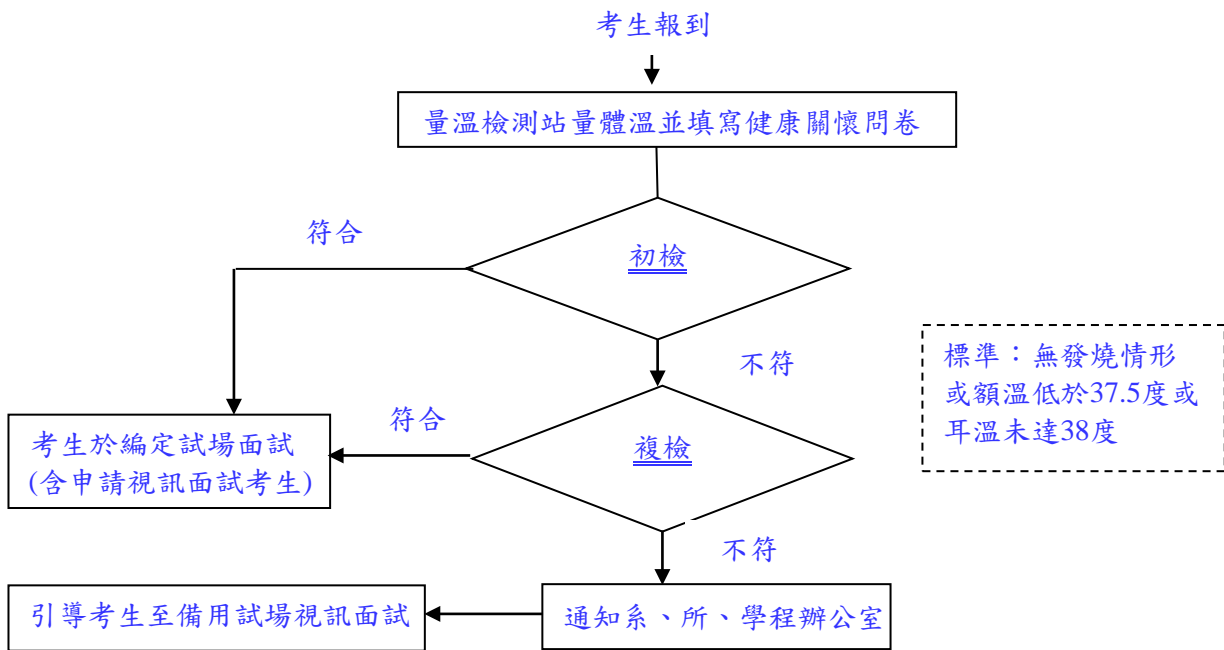 考生報到
量溫檢測站量體溫並填寫健康關懷問卷
符合
初檢
不符
標準：無發燒情形
或額溫低於37.5度或
耳溫未達38度
考生於編定試場面試
(含申請視訊面試考生)
符合
複檢
不符
引導考生至備用試場視訊面試
通知系、所、學程辦公室